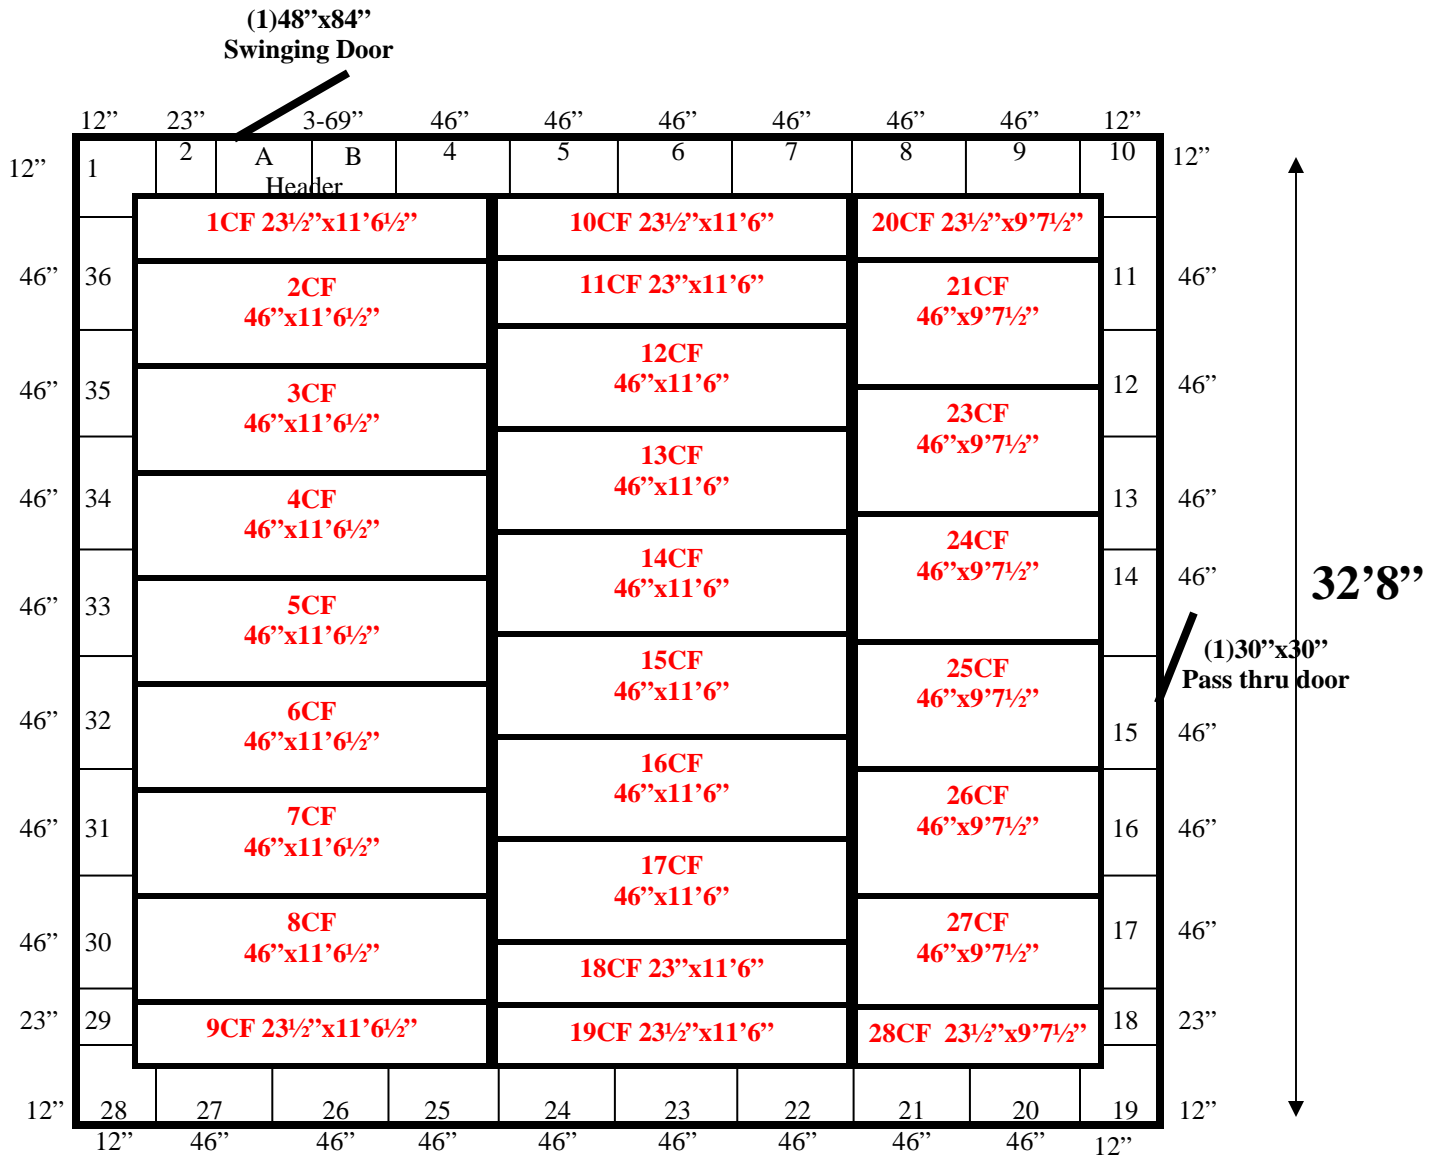 (1)48”x84”
Swinging Door
12” 23” 3-69” 46” 46” 46” 46” 46” 46” 12”
12” 1 2 A B 4 5 6 7 8 9 10 12”
Header
1CF 23½”x11’6½” 10CF 23½”x11’6” 20CF 23½”x9’7½”
46” 36 11 46”
2CF
46”x11’6½”
11CF 23”x11’6”
21CF
46”x9’7½”
12CF
46”x11’6”
46” 35 12 46”
3CF
46”x11’6½”
23CF
46”x9’7½”
13CF
46”x11’6”
46” 34 13 46”
4CF
46”x11’6½”
24CF
46”x9’7½”
14CF
46”x11’6”
14 46”
32’8”
46” 33
5CF
46”x11’6½”
(1)30”x30”
Pass thru door
15CF
46”x11’6”
25CF
46”x9’7½”
46” 32 15 46”
6CF
46”x11’6½”
16CF
46”x11’6”
26CF
46”x9’7½”
46” 31 16 46”
7CF
46”x11’6½”
17CF
46”x11’6”
27CF
46”x9’7½”
46” 30 17 46”
8CF
46”x11’6½”
18CF 23”x11’6”
23” 29 18 23”
9CF 23½”x11’6½” 19CF 23½”x11’6” 28CF 23½”x9’7½”
12” 28 27 26 25 24 23 22 21 20 19 12”
12” 46” 46” 46” 46” 46” 46” 46” 46” 12”